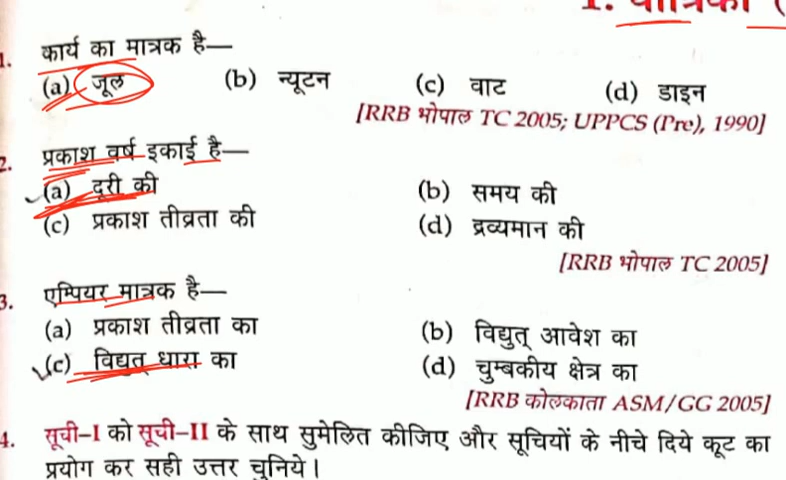 1. यांत्रिकी (
1. कार्य का मात्रक है—
(a) जूल (b) न्यूटन (c) वाट (d) डाइन
[RRB भोपाल TC 2005; UPPCS (Pre), 1990]
2. प्रकाश वर्ष इकाई है—
(a) दूरी की (b) समय की
(c) प्रकाश तीव्रता की (d) द्रव्यमान की
[RRB भोपाल TC 2005]
3. एम्पियर मात्रक है—
(a) प्रकाश तीव्रता का (b) विद्युत् आवेश का
(c) विद्युत् धारा का (d) चुम्बकीय क्षेत्र का
[RRB कोलकाता ASM/GG 2005]
4. सूची–I को सूची–II के साथ सुमेलित कीजिए और सूचियों के नीचे दिये कूट का
प्रयोग कर सही उत्तर चुनिये।